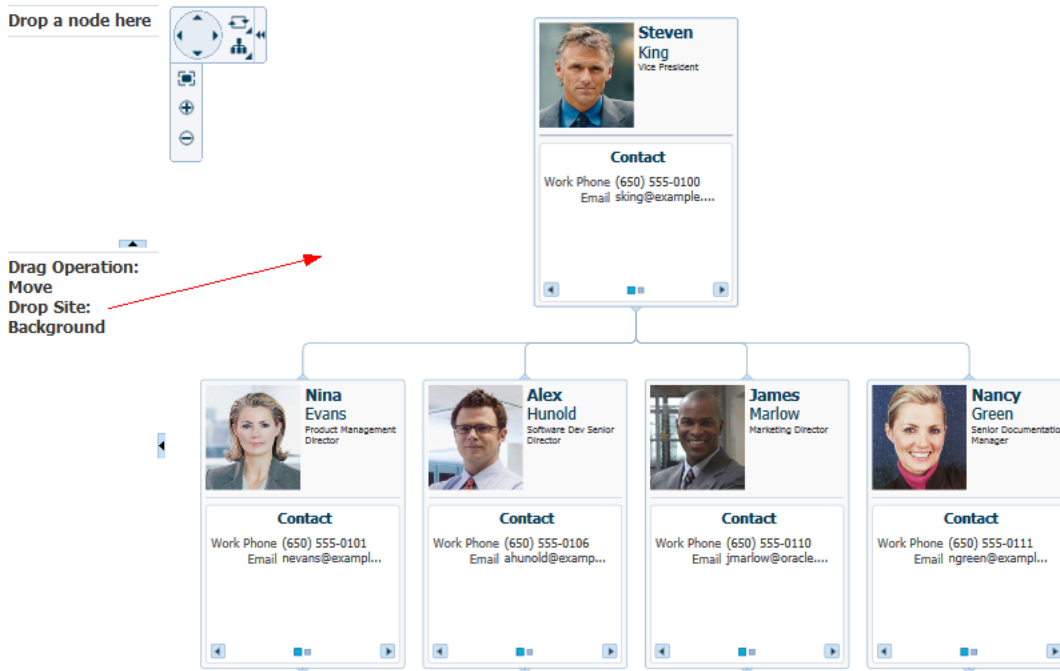 Drop a node here
Steven
King
Vice President
Contact
Work Phone (650) 555-0100
Email sking@example....
Drag Operation:
Move
Drop Site:
Background
Nina
Evans
Product Management
Director
Contact
Work Phone (650) 555-0101
Email nevans@exampl...
Alex
Hunold
Software Dev Senior
Director
Contact
Work Phone (650) 555-0106
Email ahunold@examp...
James
Marlow
Marketing Director
Contact
Work Phone (650) 555-0110
Email jmarlow@oracle....
Nancy
Green
Senior Documentatio
Manager
Contact
Work Phone (650) 555-0111
Email ngreen@exampl...